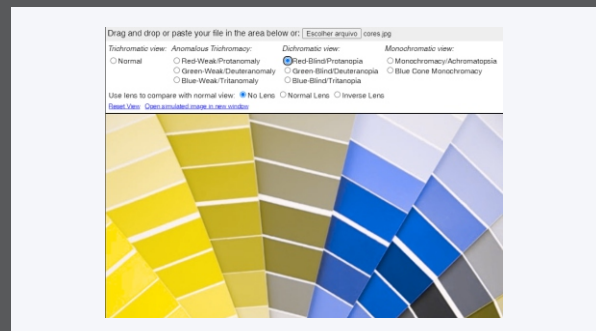 Drag and drop or paste your file in the area below or: Escolher arquivo cores.jpg
Trichromatic view: Anomalous Trichromacy: Dichromatic view: Monochromatic view:
Normal Red-Weak/Protanomaly Red-Blind/Protanopia Monochromacy/Achromatopsia
Green-Weak/Deuteranomaly Green-Blind/Deuteranopia Blue Cone Monochromacy
Blue-Weak/Tritanomaly Blue-Blind/Tritanopia
Use lens to compare with normal view: No Lens Normal Lens Inverse Lens
Reset View Open simulated image in new window